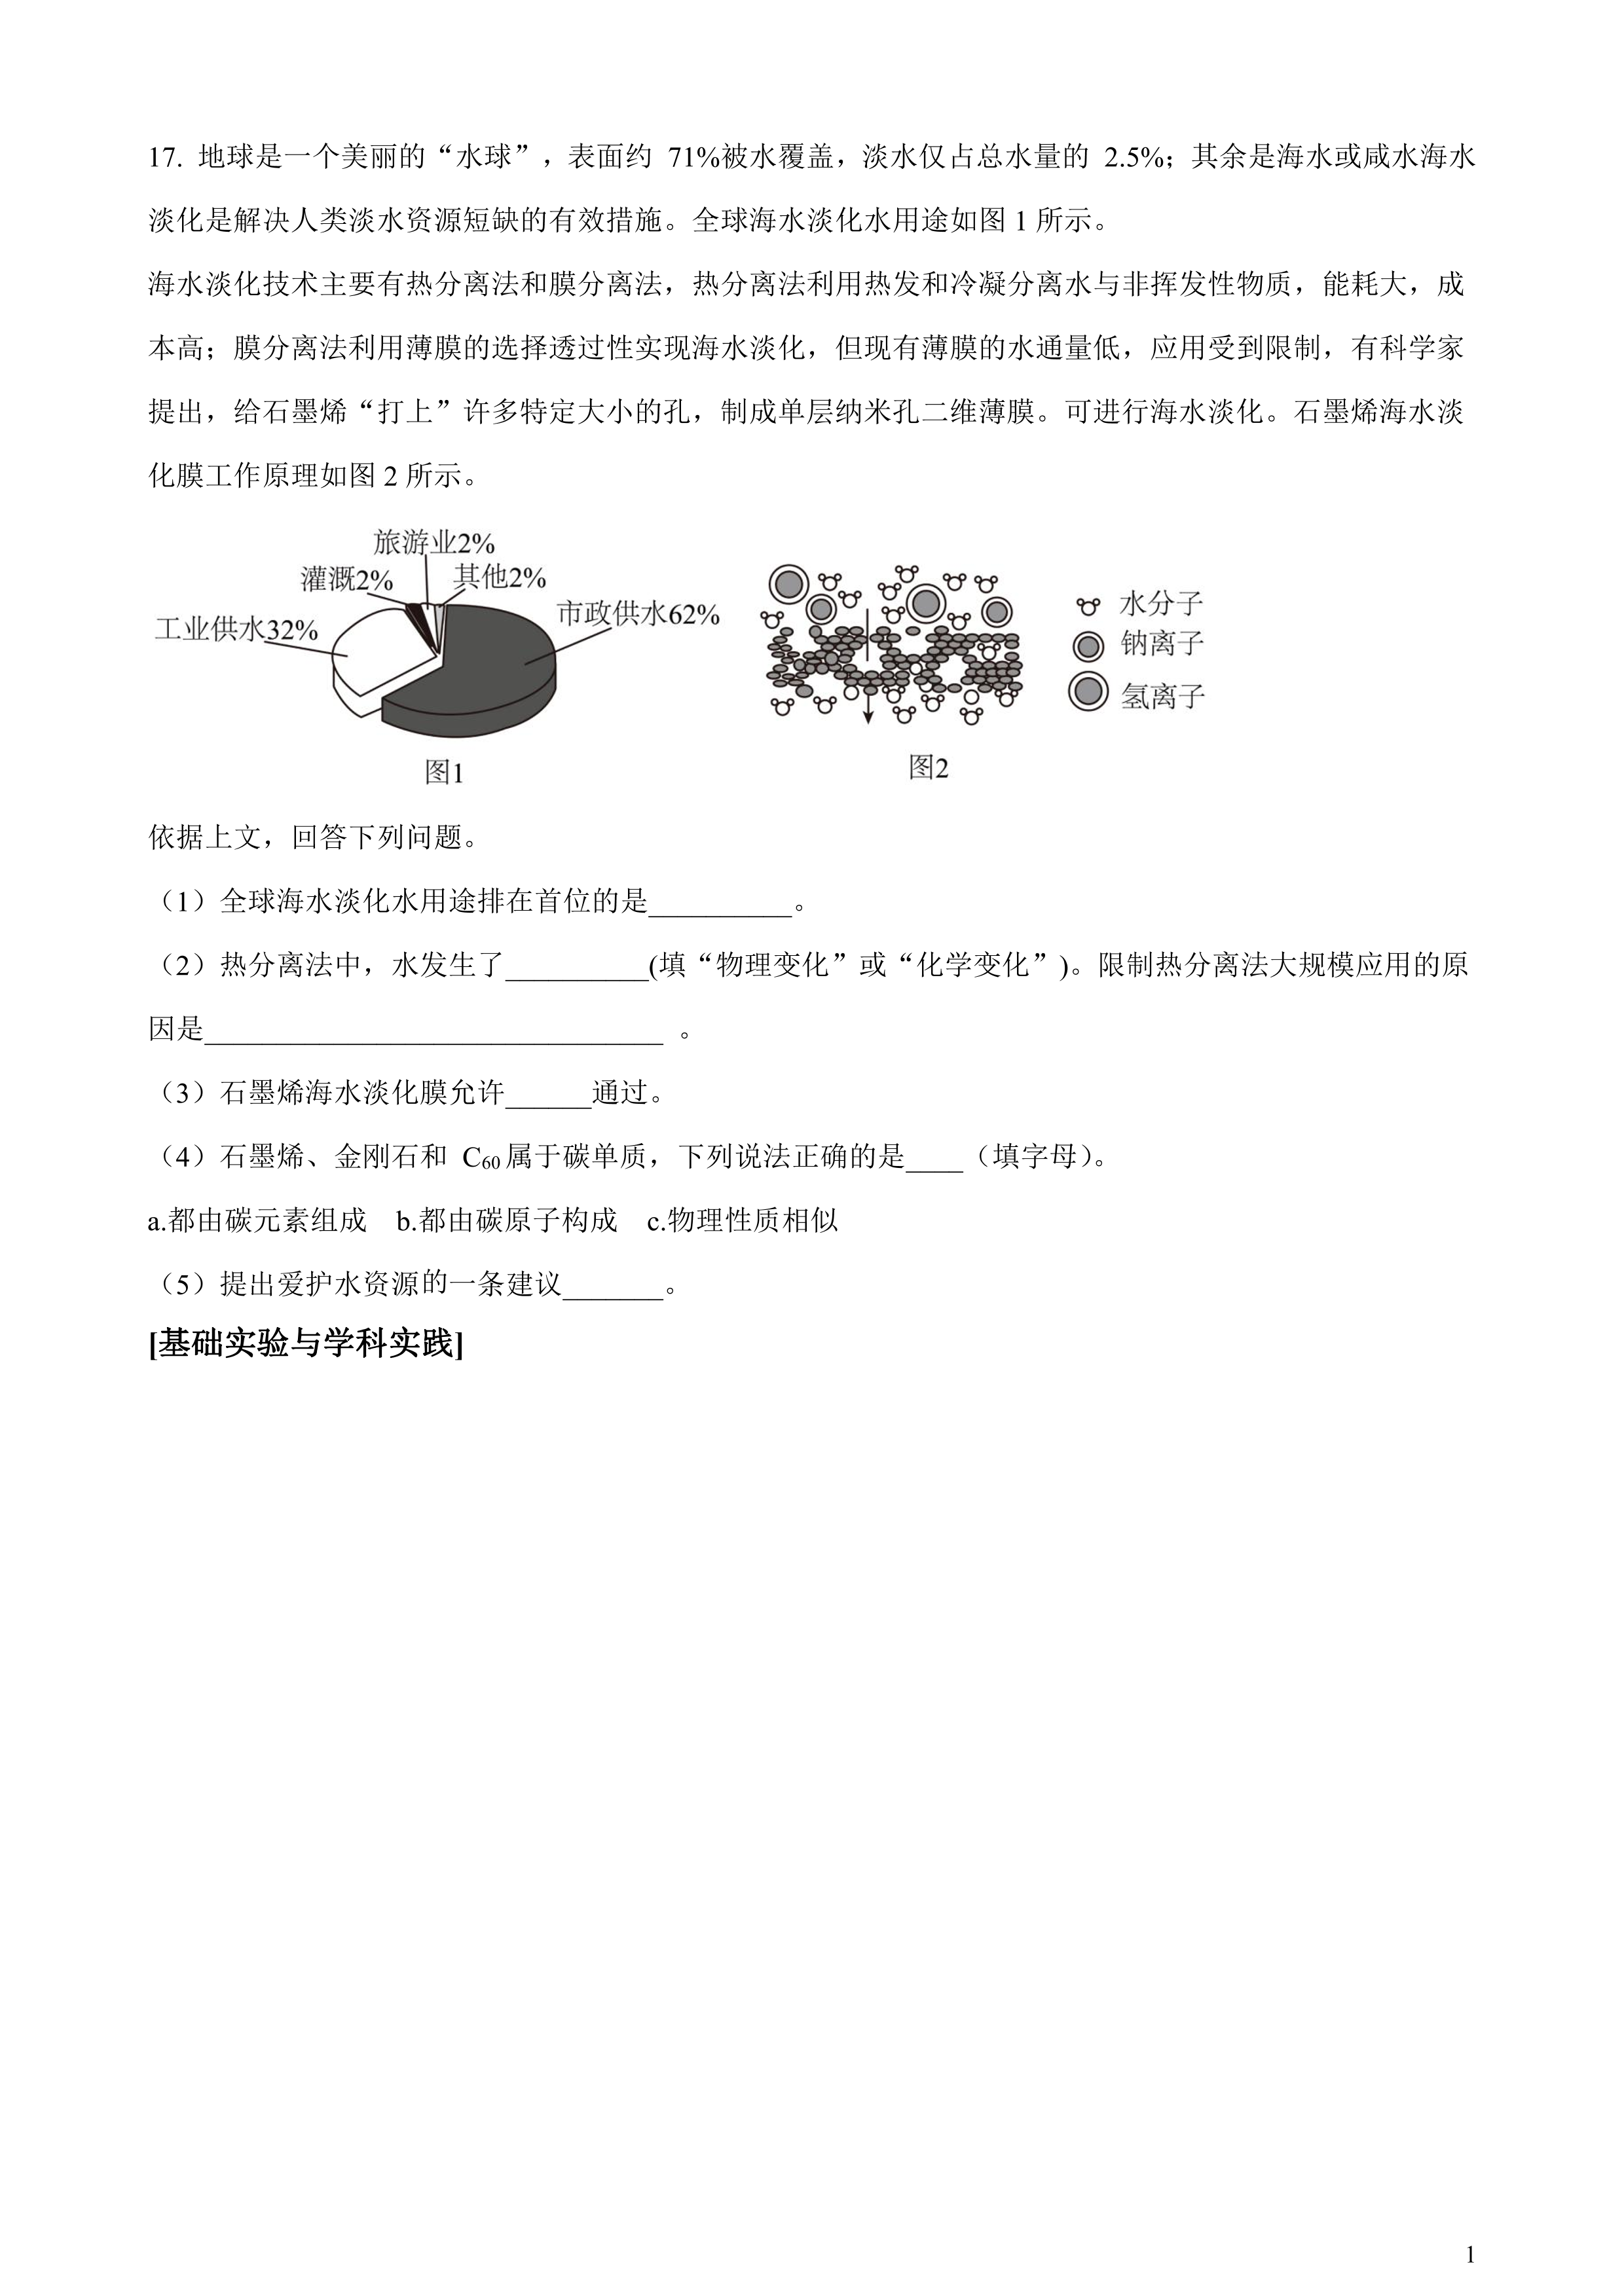 17. 地球是一个美丽的“水球”，表面约 71%被水覆盖，淡水仅占总水量的 2.5%；其余是海水或咸水海水
淡化是解决人类淡水资源短缺的有效措施。全球海水淡化水用途如图 1 所示。
海水淡化技术主要有热分离法和膜分离法，热分离法利用热发和冷凝分离水与非挥发性物质，能耗大，成
本高；膜分离法利用薄膜的选择透过性实现海水淡化，但现有薄膜的水通量低，应用受到限制，有科学家
提出，给石墨烯“打上”许多特定大小的孔，制成单层纳米孔二维薄膜。可进行海水淡化。石墨烯海水淡
化膜工作原理如图 2 所示。
旅游业2%
灌溉2%
其他2%
工业供水32%
市政供水62%
图1
水分子
钠离子
氢离子
图2
依据上文，回答下列问题。
（1）全球海水淡化水用途排在首位的是__________。
（2）热分离法中，水发生了__________(填“物理变化”或“化学变化”)。限制热分离法大规模应用的原
因是________________________________ 。
（3）石墨烯海水淡化膜允许______通过。
（4）石墨烯、金刚石和 C60 属于碳单质，下列说法正确的是____（填字母）。
a.都由碳元素组成 b.都由碳原子构成 c.物理性质相似
（5）提出爱护水资源的一条建议_______。
[基础实验与学科实践]
1